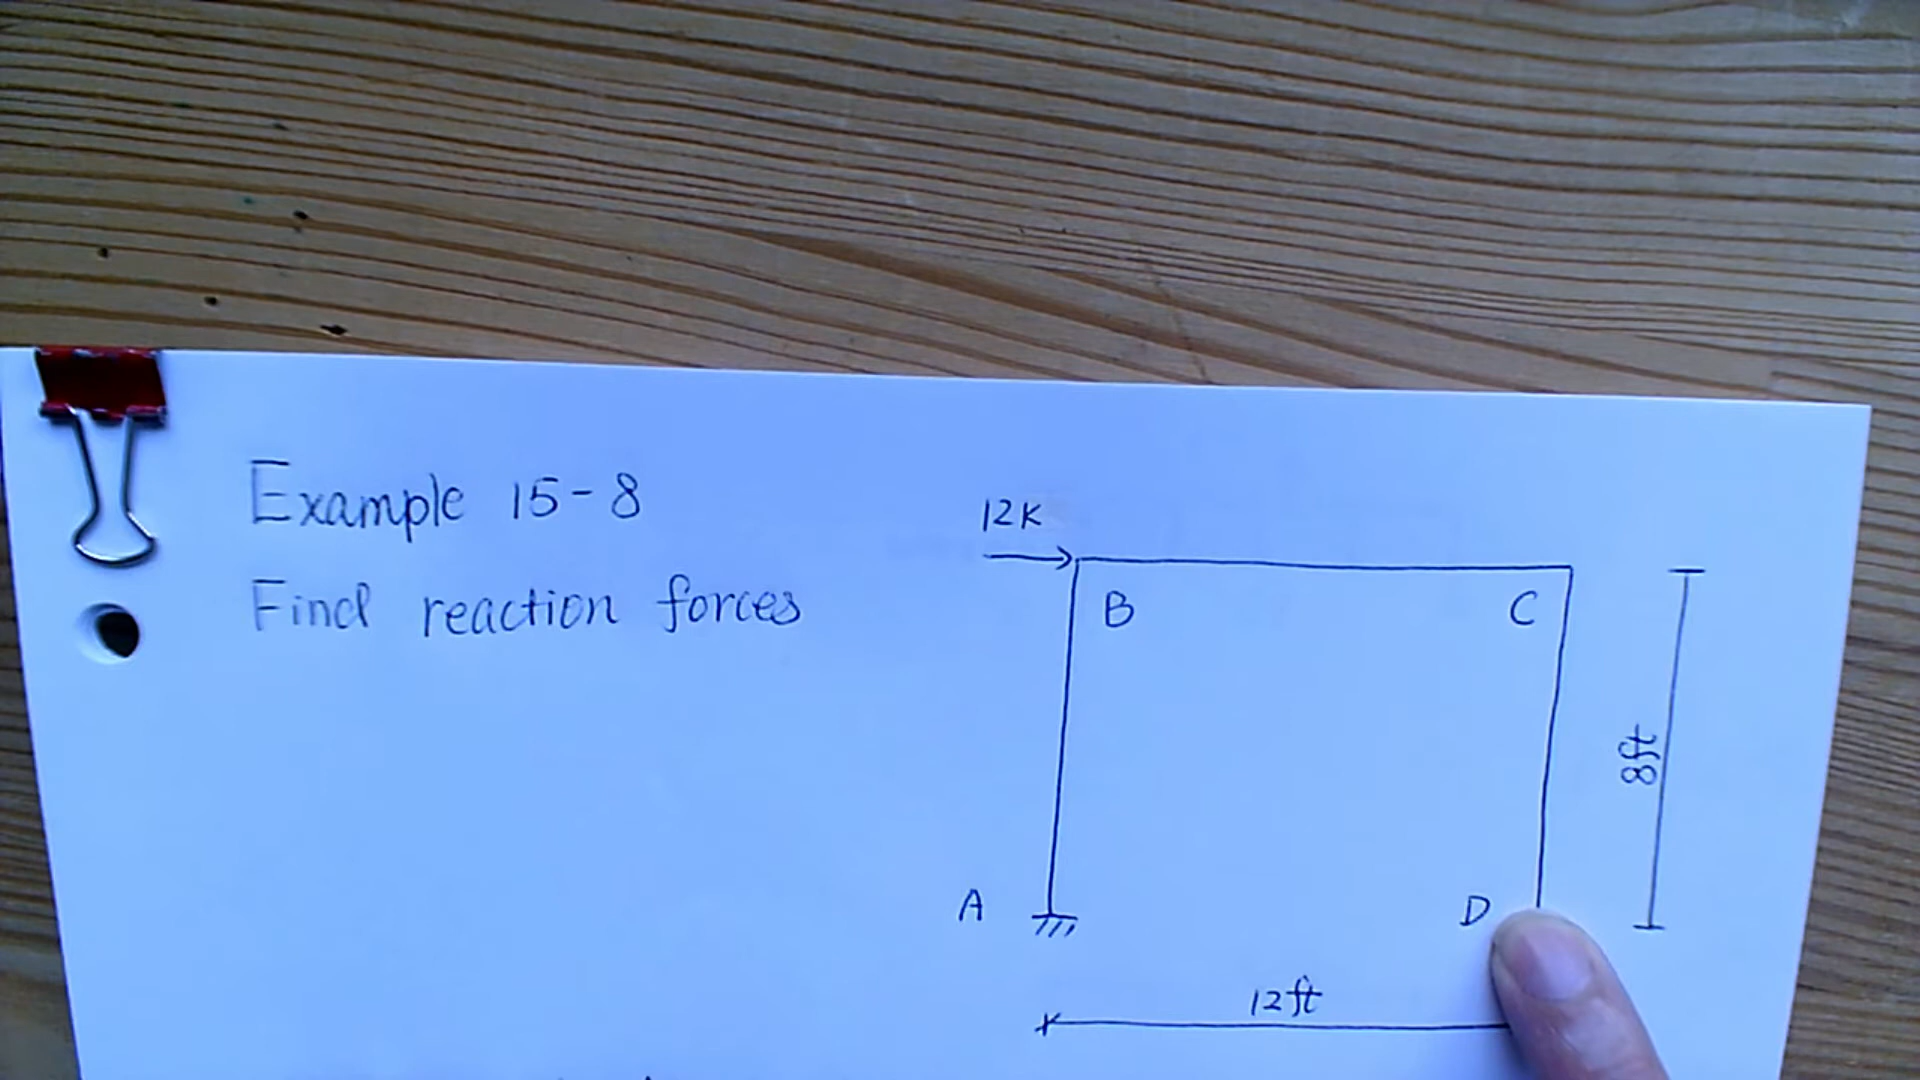 Example 15-8
Find reaction forces
12K
B
C
8ft
A
D
12ft